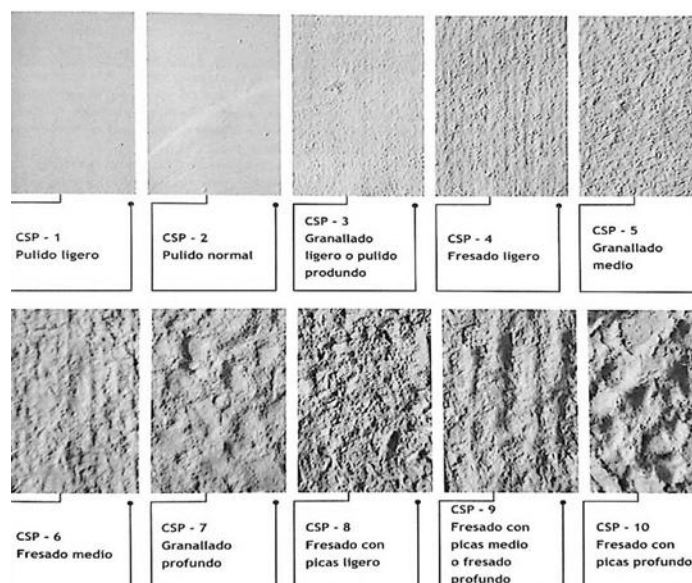 CSP - 1
Pulido ligero
CSP - 2
Pulido normal
CSP - 3
Granallado
ligero o pulido
produndo
CSP - 4
Fresado ligero
CSP - 5
Granallado
medio
CSP - 6
Fresado medio
CSP - 7
Granallado
profundo
CSP - 8
Fresado con
picas ligero
CSP - 9
Fresado con
picas medio
o fresado
profundo
CSP - 10
Fresado con
picas profundo